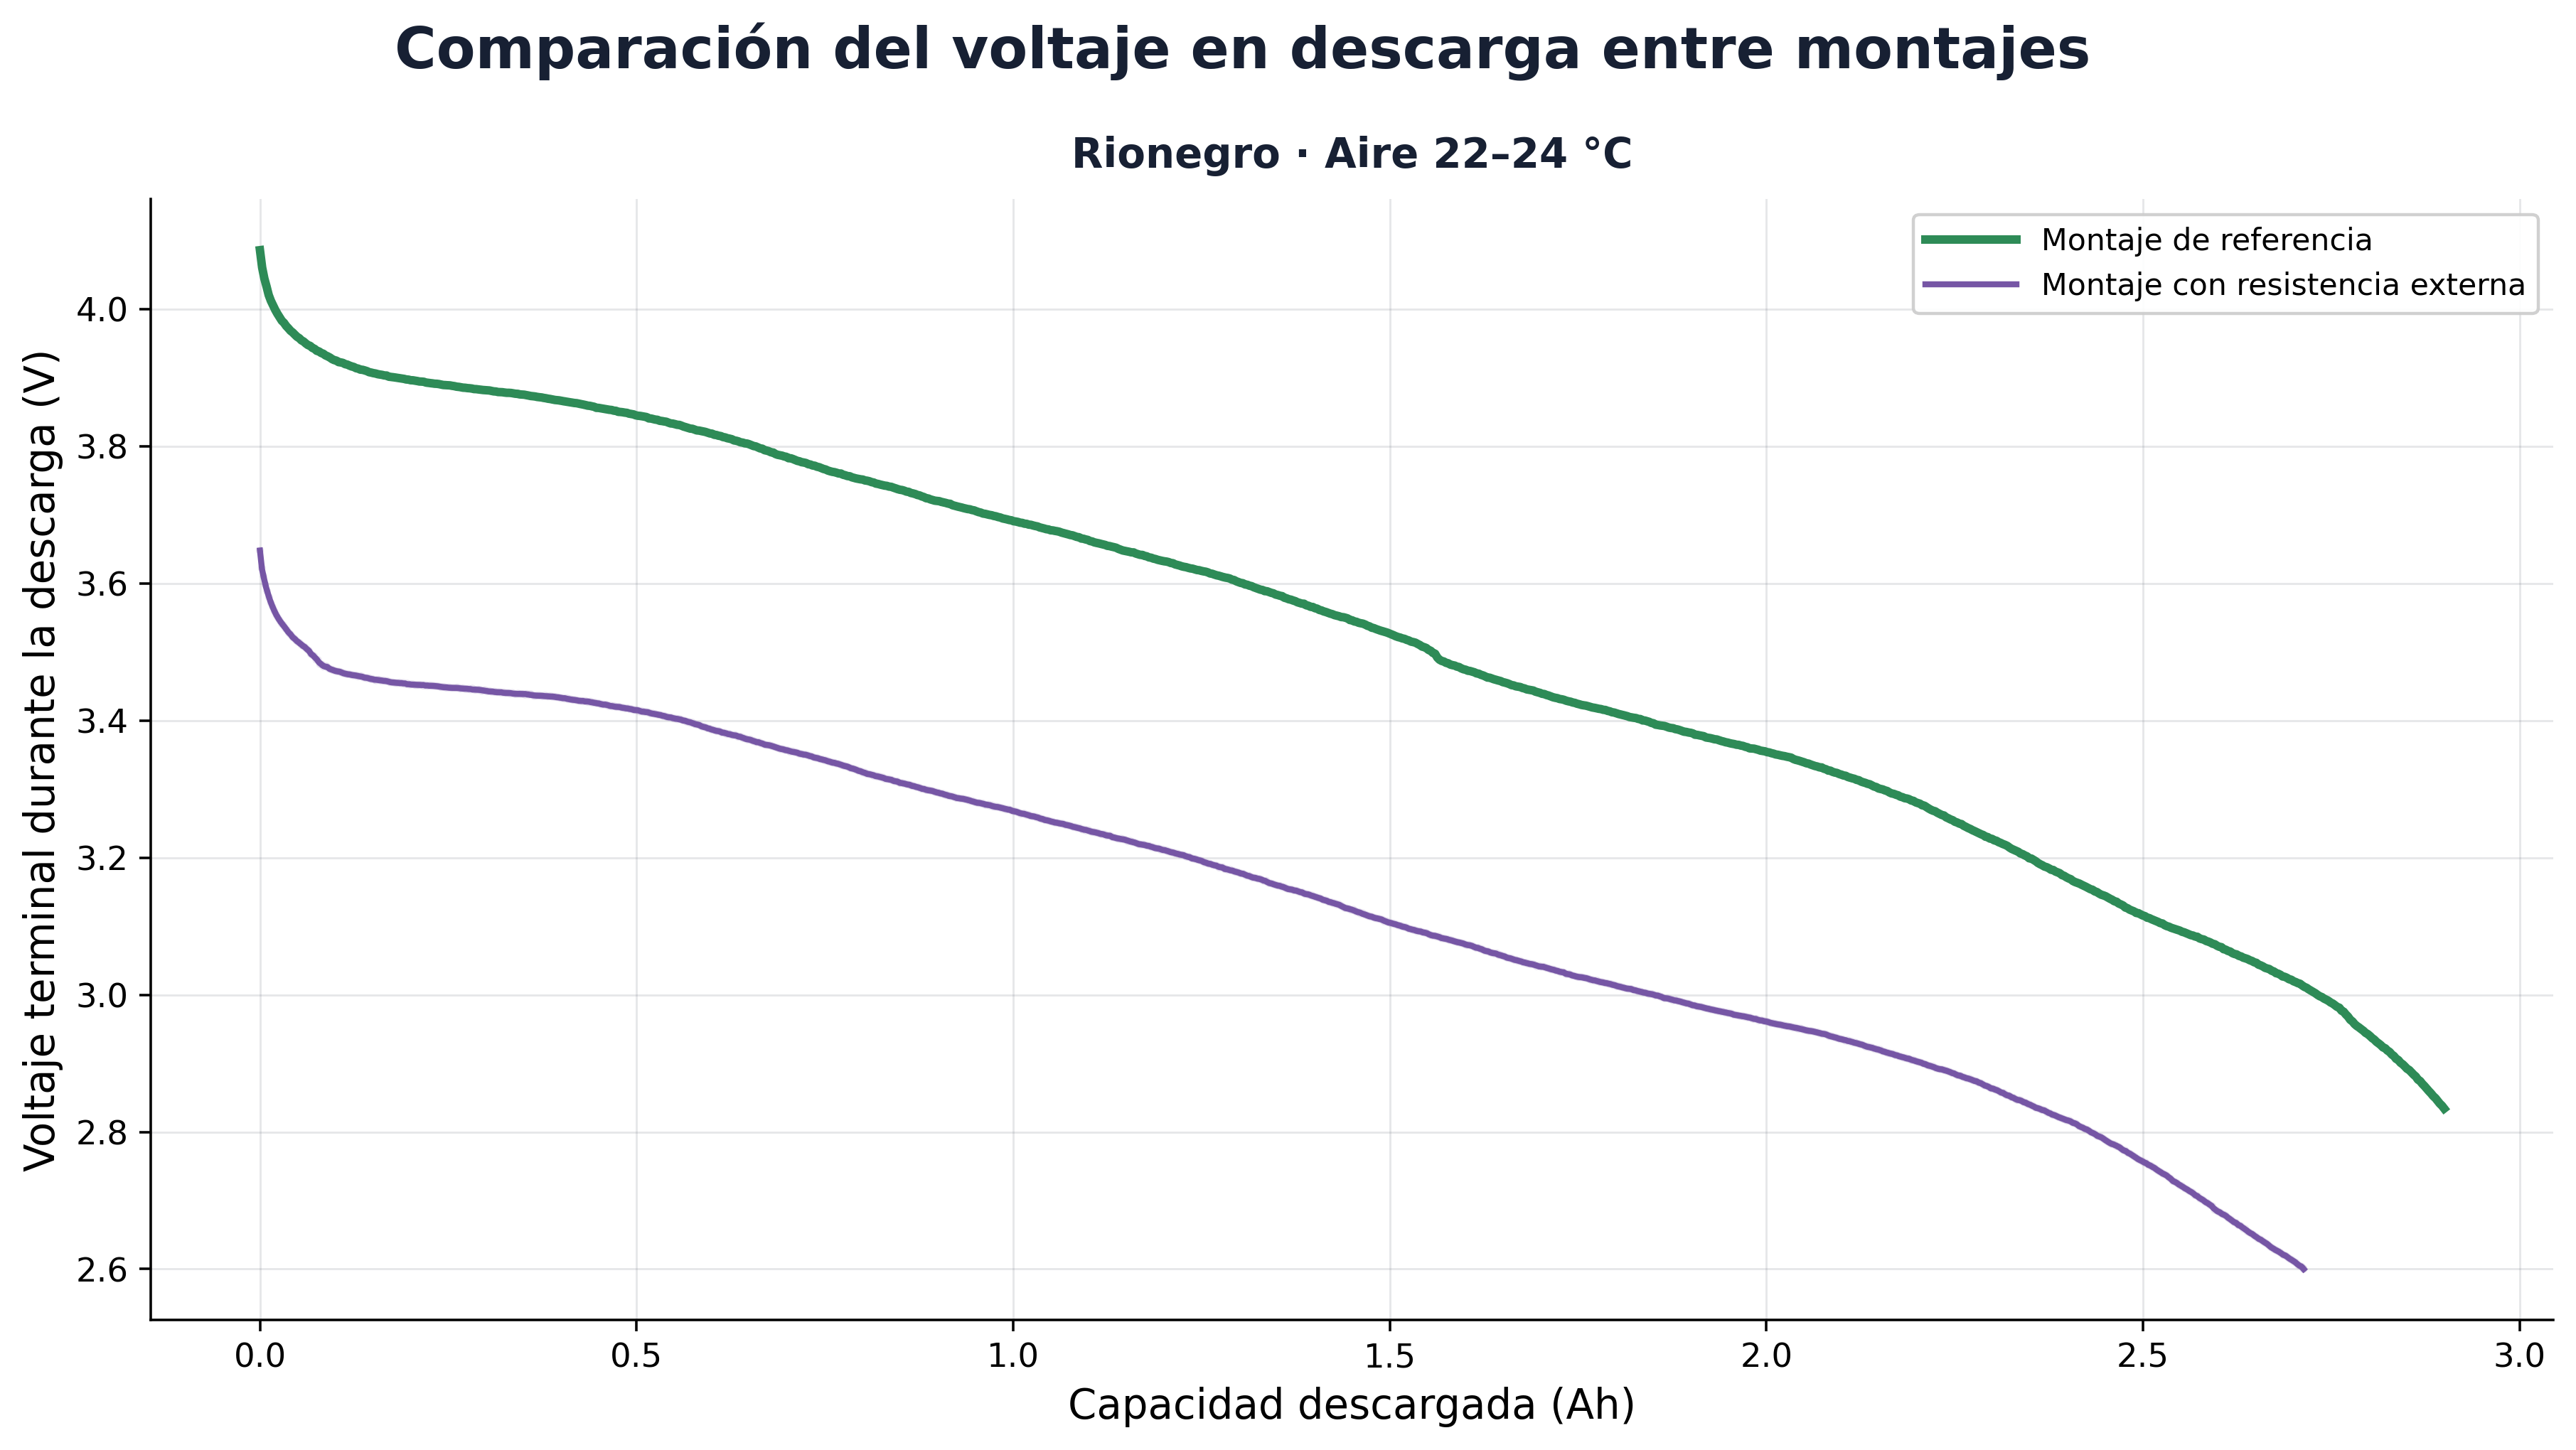 Comparación del voltaje en descarga entre montajes
Rionegro · Aire 22–24 °C
Montaje de referencia
Montaje con resistencia externa
Voltaje terminal durante la descarga (V)
4.0
3.8
3.6
3.4
3.2
3.0
2.8
2.6
0.0 0.5 1.0 1.5 2.0 2.5 3.0
Capacidad descargada (Ah)